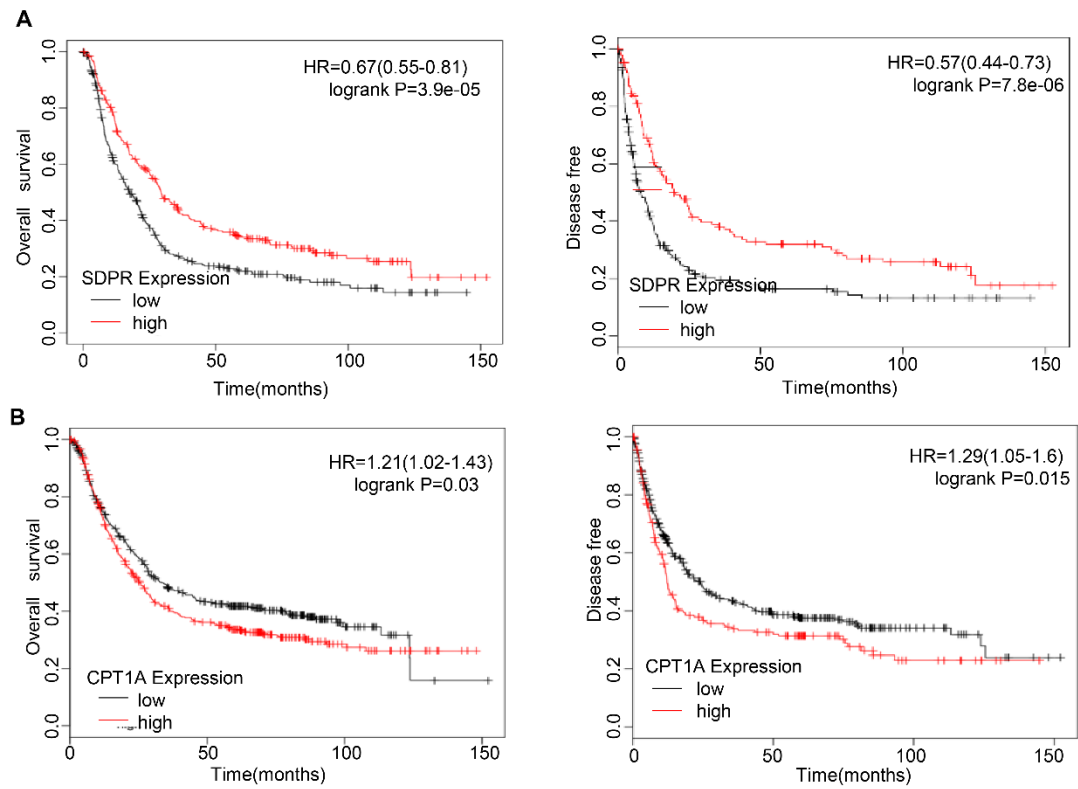 A
Overall survival
0.0 0.2 0.4 0.6 0.8 1.0
HR=0.67(0.55-0.81)
logrank P=3.9e-05
SDPR Expression
low
high
0 50 100 150
Time(months)
Disease free
0.0 0.2 0.4 0.6 0.8 1.0
HR=0.57(0.44-0.73)
logrank P=7.8e-06
SDPR Expression
low
high
0 50 100 150
Time(months)
B
Overall survival
0.0 0.2 0.4 0.6 0.8 1.0
HR=1.21(1.02-1.43)
logrank P=0.03
CPT1A Expression
low
high
0 50 100 150
Time(months)
Disease free
0.0 0.2 0.4 0.6 0.8 1.0
HR=1.29(1.05-1.6)
logrank P=0.015
CPT1A Expression
low
high
0 50 100 150
Time(months)